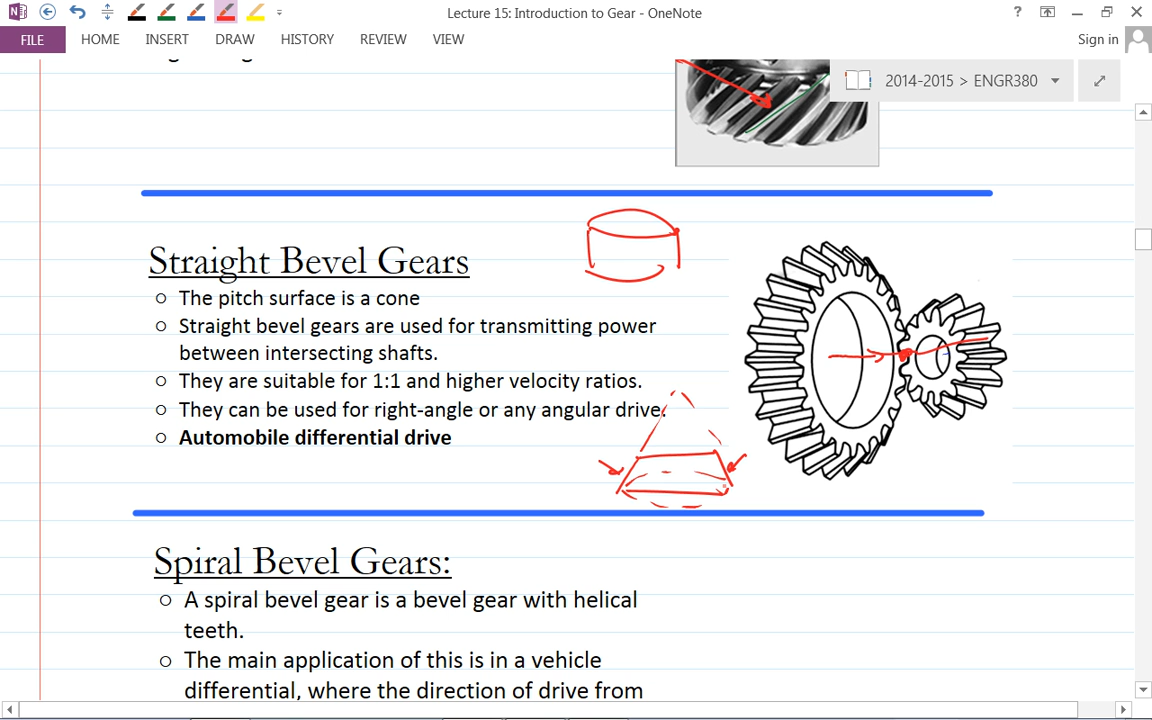 Lecture 15: Introduction to Gear - OneNote
?
FILE HOME INSERT DRAW HISTORY REVIEW VIEW Sign in
2014-2015 > ENGR380
Straight Bevel Gears
○ The pitch surface is a cone
○ Straight bevel gears are used for transmitting power
between intersecting shafts.
○ They are suitable for 1:1 and higher velocity ratios.
○ They can be used for right-angle or any angular drive.
○ Automobile differential drive
Spiral Bevel Gears:
○ A spiral bevel gear is a bevel gear with helical
teeth.
○ The main application of this is in a vehicle
differential, where the direction of drive from